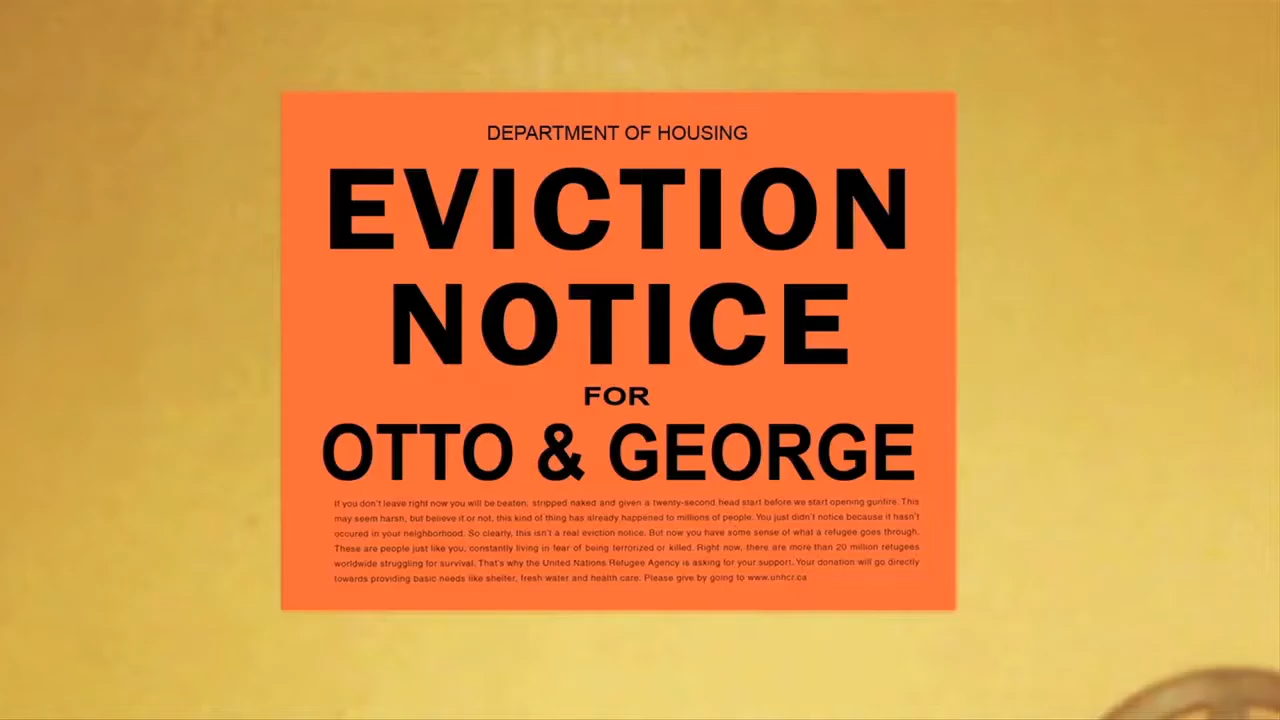 DEPARTMENT OF HOUSING
EVICTION
NOTICE
FOR
OTTO & GEORGE
If you don't leave right now you will be beaten, stripped naked and given a twenty-second head start before we start opening gunfire. This
may seem harsh, but believe it or not, this kind of thing has already happened to millions of people. You just didn't notice because it hasn't
occured in your neighborhood. So clearly, this isn't a real eviction notice. But now you have some sense of what a refugee goes through.
These are people just like you, constantly living in fear of being terrorized or killed. Right now, there are more than 20 million refugees
worldwide struggling for survival. That's why the United Nations Refugee Agency is asking for your support. Your donation will go directly
towards providing basic needs like shelter, fresh water and health care. Please give by going to www.unhcr.ca